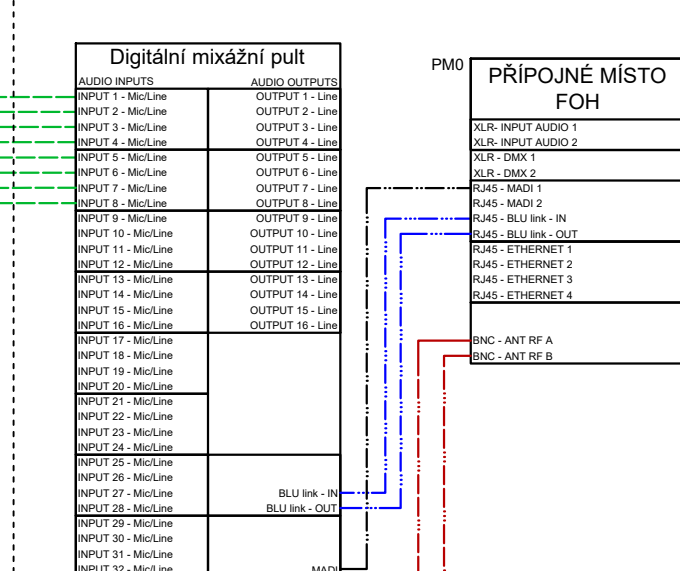 Digitální mixážní pult
AUDIO INPUTS AUDIO OUTPUTS
INPUT 1 - Mic/Line OUTPUT 1 - Line
INPUT 2 - Mic/Line OUTPUT 2 - Line
INPUT 3 - Mic/Line OUTPUT 3 - Line
INPUT 4 - Mic/Line OUTPUT 4 - Line
INPUT 5 - Mic/Line OUTPUT 5 - Line
INPUT 6 - Mic/Line OUTPUT 6 - Line
INPUT 7 - Mic/Line OUTPUT 7 - Line
INPUT 8 - Mic/Line OUTPUT 8 - Line
INPUT 9 - Mic/Line OUTPUT 9 - Line
INPUT 10 - Mic/Line OUTPUT 10 - Line
INPUT 11 - Mic/Line OUTPUT 11 - Line
INPUT 12 - Mic/Line OUTPUT 12 - Line
INPUT 13 - Mic/Line OUTPUT 13 - Line
INPUT 14 - Mic/Line OUTPUT 14 - Line
INPUT 15 - Mic/Line OUTPUT 15 - Line
INPUT 16 - Mic/Line OUTPUT 16 - Line
INPUT 17 - Mic/Line
INPUT 18 - Mic/Line
INPUT 19 - Mic/Line
INPUT 20 - Mic/Line
INPUT 21 - Mic/Line
INPUT 22 - Mic/Line
INPUT 23 - Mic/Line
INPUT 24 - Mic/Line
INPUT 25 - Mic/Line
INPUT 26 - Mic/Line
INPUT 27 - Mic/Line BLU link - IN
INPUT 28 - Mic/Line BLU link - OUT
INPUT 29 - Mic/Line
INPUT 30 - Mic/Line
INPUT 31 - Mic/Line
INPUT 32 - Mic/Line MADI
PM0
PŘÍPOJNÉ MÍSTO
FOH
XLR- INPUT AUDIO 1
XLR- INPUT AUDIO 2
XLR - DMX 1
XLR - DMX 2
RJ45 - MADI 1
RJ45 - MADI 2
RJ45 - BLU link - IN
RJ45 - BLU link - OUT
RJ45 - ETHERNET 1
RJ45 - ETHERNET 2
RJ45 - ETHERNET 3
RJ45 - ETHERNET 4
BNC - ANT RF A
BNC - ANT RF B